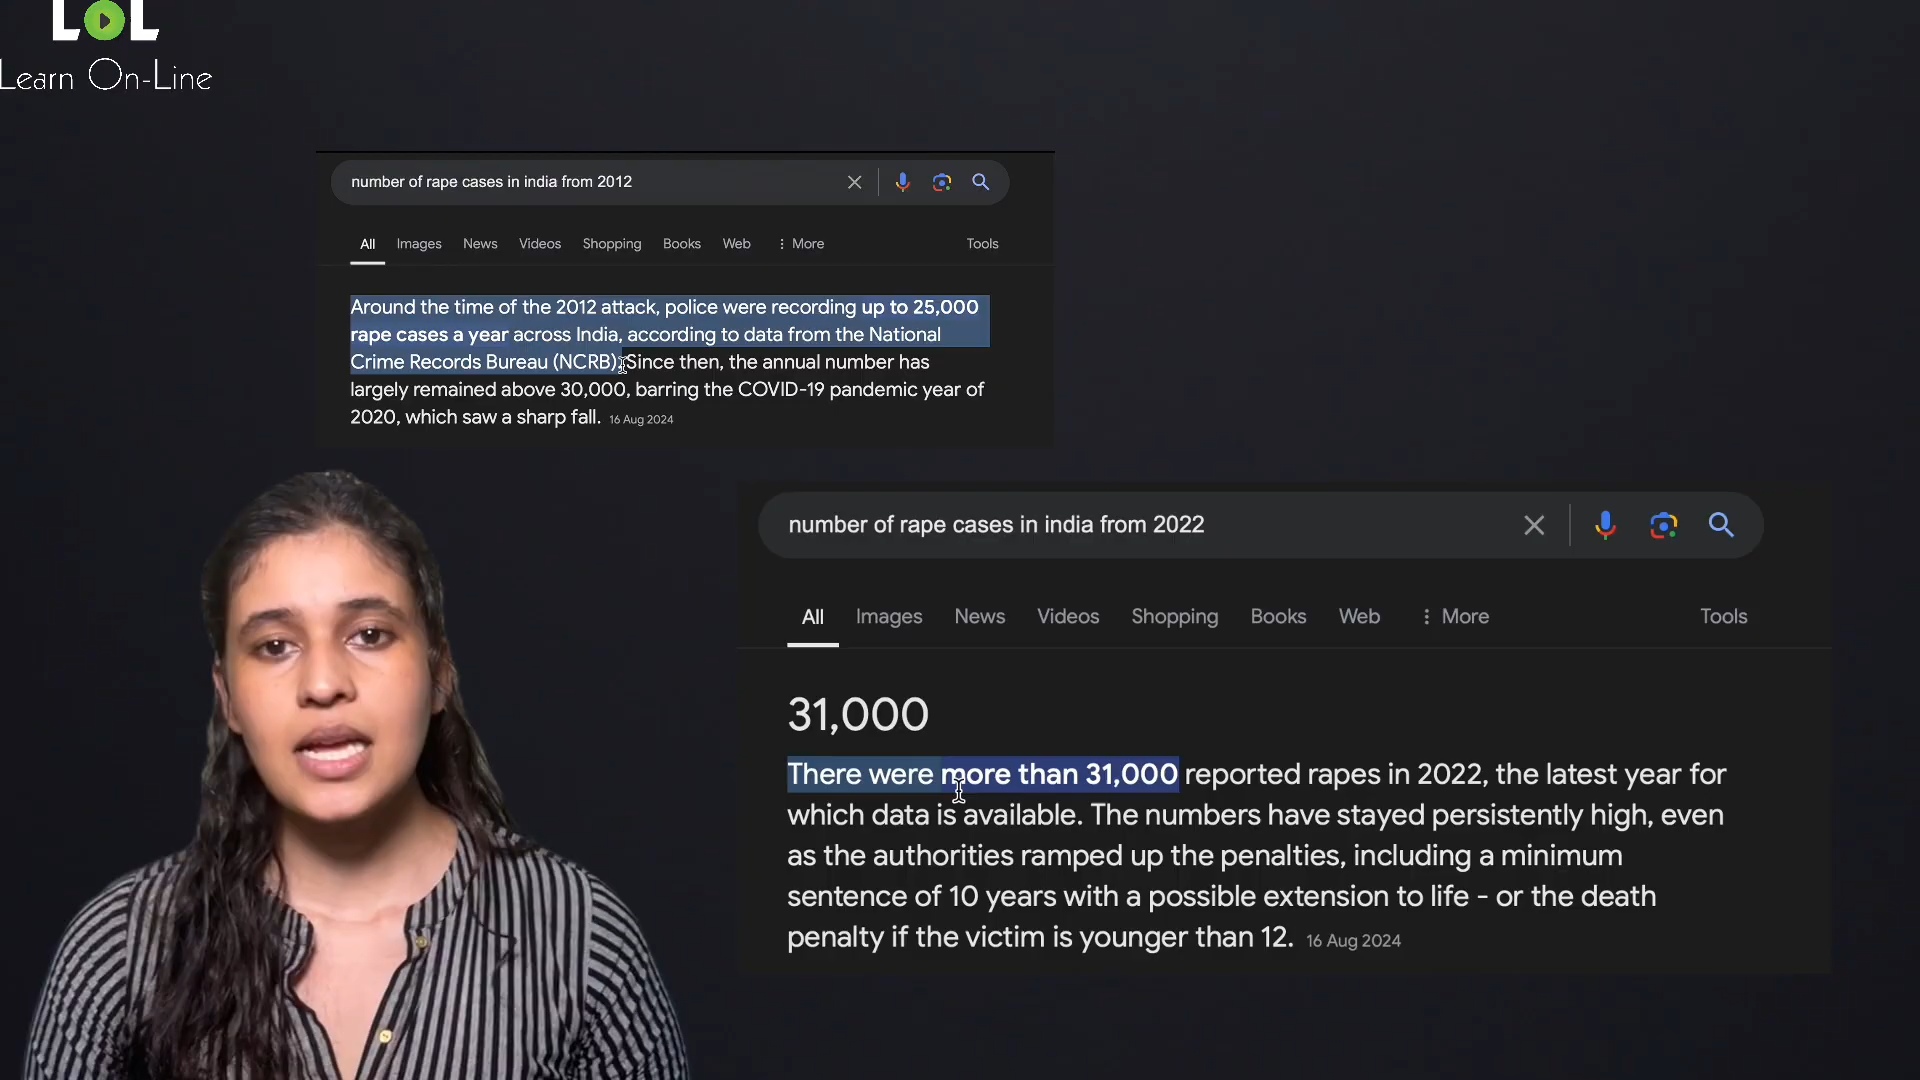 LOL
Learn On-Line
number of rape cases in india from 2012
All Images News Videos Shopping Books Web More Tools
Around the time of the 2012 attack, police were recording up to 25,000
rape cases a year across India, according to data from the National
Crime Records Bureau (NCRB). Since then, the annual number has
largely remained above 30,000, barring the COVID-19 pandemic year of
2020, which saw a sharp fall. 16 Aug 2024
number of rape cases in india from 2022
All Images News Videos Shopping Books Web More Tools
31,000
There were more than 31,000 reported rapes in 2022, the latest year for
which data is available. The numbers have stayed persistently high, even
as the authorities ramped up the penalties, including a minimum
sentence of 10 years with a possible extension to life - or the death
penalty if the victim is younger than 12. 16 Aug 2024